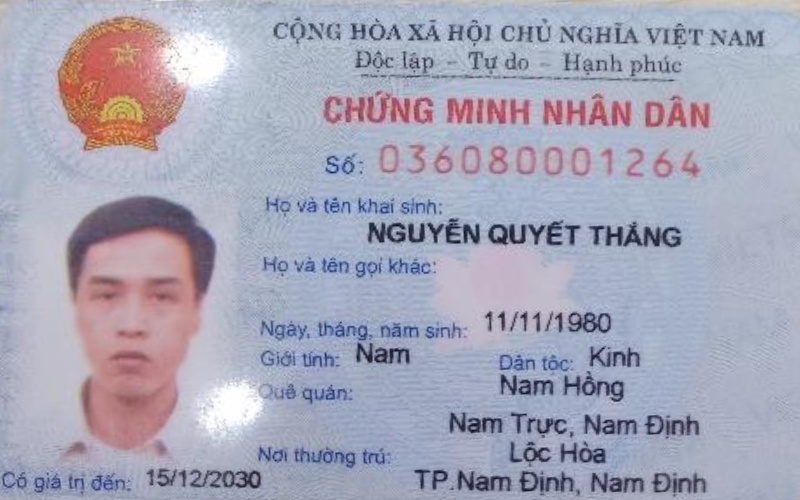 CỘNG HÒA XÃ HỘI CHỦ NGHĨA VIỆT NAM
Độc lập - Tự do - Hạnh phúc
CHỨNG MINH NHÂN DÂN
Số: 036080001264
Họ và tên khai sinh:
NGUYỄN QUYẾT THẮNG
Họ và tên gọi khác:
Ngày, tháng, năm sinh: 11/11/1980
Giới tính: Nam Dân tộc: Kinh
Quê quán: Nam Hồng
Nam Trực, Nam Định
Nơi thường trú: Lộc Hòa
TP.Nam Định, Nam Định
Có giá trị đến: 15/12/2030